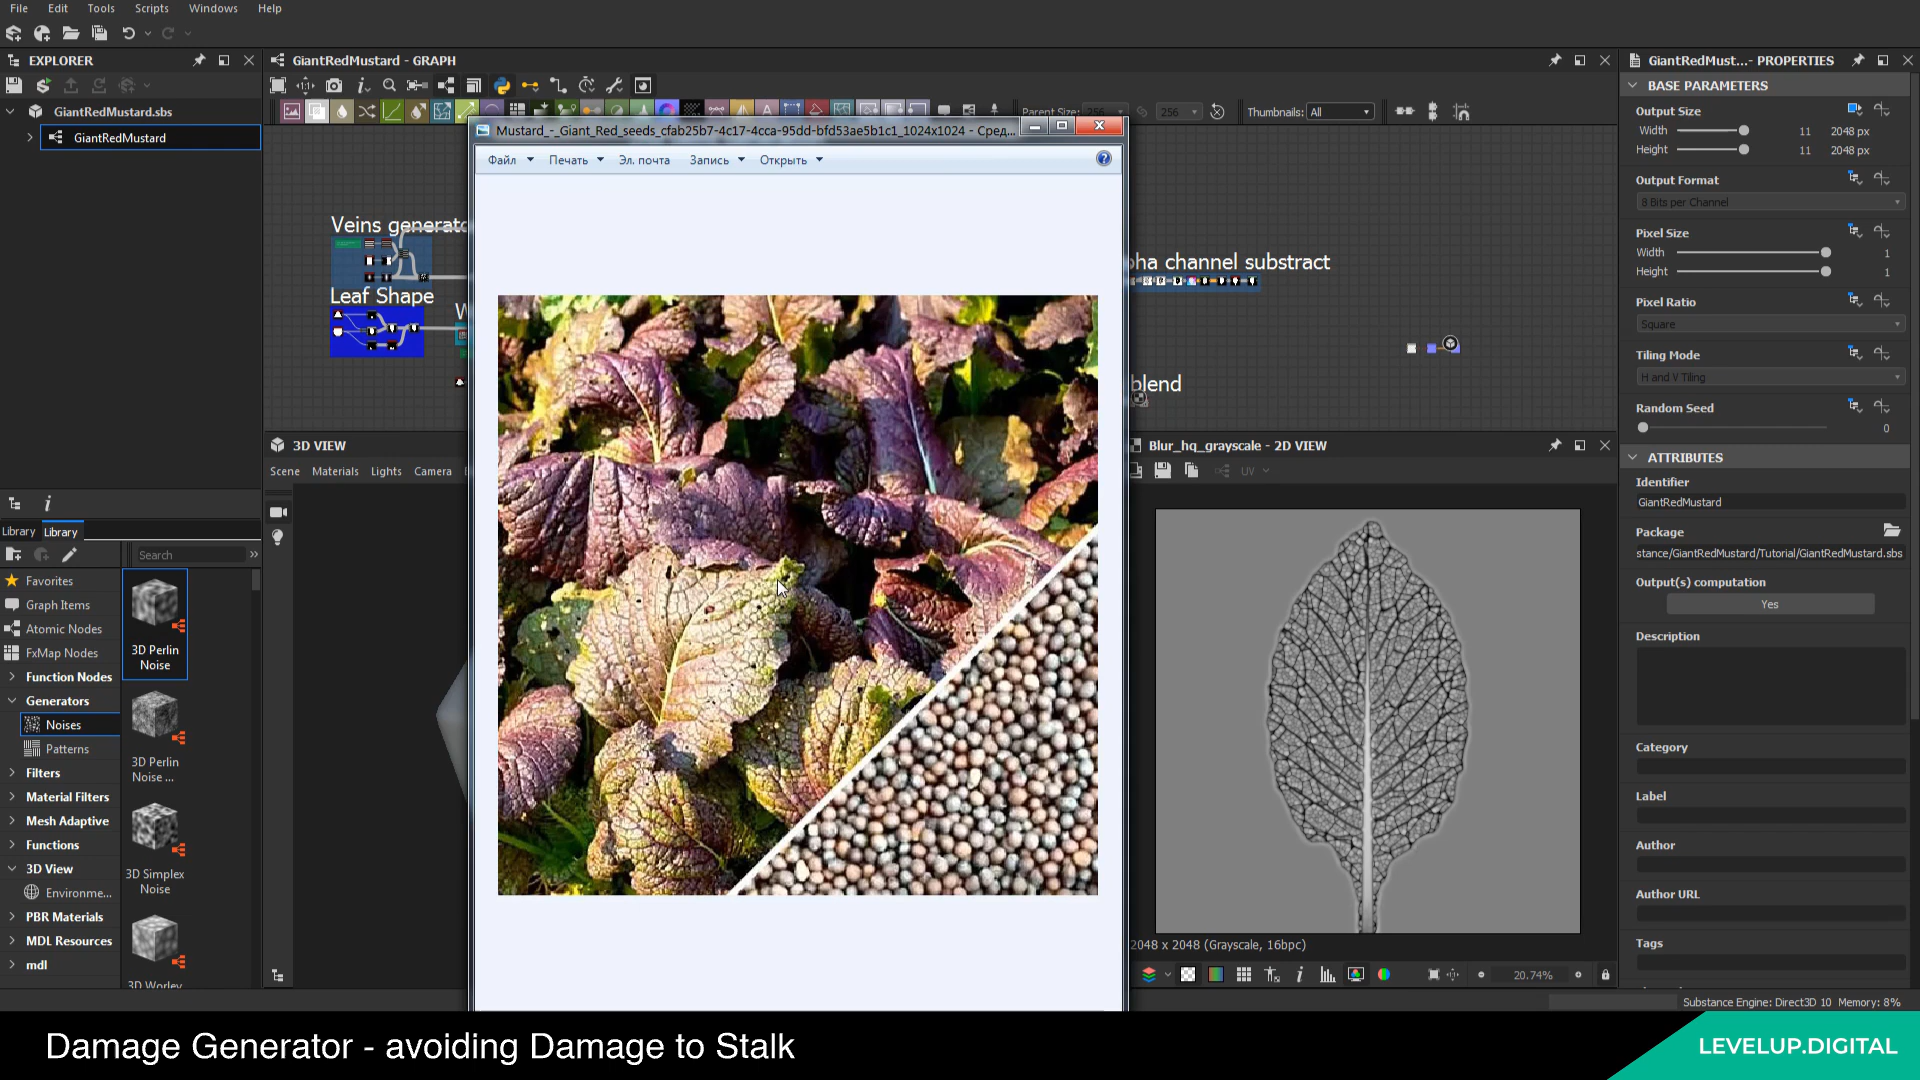 File Edit Tools Scripts Windows Help
EXPLORER
GiantRedMustard.sbs
GiantRedMustard
GiantRedMustard - GRAPH
Parent Size: 256 256 Thumbnails: All
Veins generato
Leaf Shape
W
pha channel substract
blend
Mustard_-_Giant_Red_seeds_cfab25b7-4c17-4cca-95dd-bfd53ae5b1c1_1024x1024 - Сред...
Файл Печать Эл. почта Запись Открыть
3D VIEW
Scene Materials Lights Camera
Blur_hq_grayscale - 2D VIEW
UV
2048 x 2048 (Grayscale, 16bpc)
20.74%
Library Library
Search
Favorites
Graph Items
Atomic Nodes
FxMap Nodes
Function Nodes
Generators
Noises
Patterns
Filters
Material Filters
Mesh Adaptive
Functions
3D View
Environme...
PBR Materials
MDL Resources
mdl
3D Perlin
Noise
3D Perlin
Noise ...
3D Simplex
Noise
3D Worley
GiantRedMust...- PROPERTIES
BASE PARAMETERS
Output Size
Width 11 2048 px
Height 11 2048 px
Output Format
8 Bits per Channel
Pixel Size
Width 1
Height 1
Pixel Ratio
Square
Tiling Mode
H and V Tiling
Random Seed
0
ATTRIBUTES
Identifier
GiantRedMustard
Package
stance/GiantRedMustard/Tutorial/GiantRedMustard.sbs
Output(s) computation
Yes
Description
Category
Label
Author
Author URL
Tags
Substance Engine: Direct3D 10 Memory: 8%
Damage Generator - avoiding Damage to Stalk
LEVELUP.DIGITAL